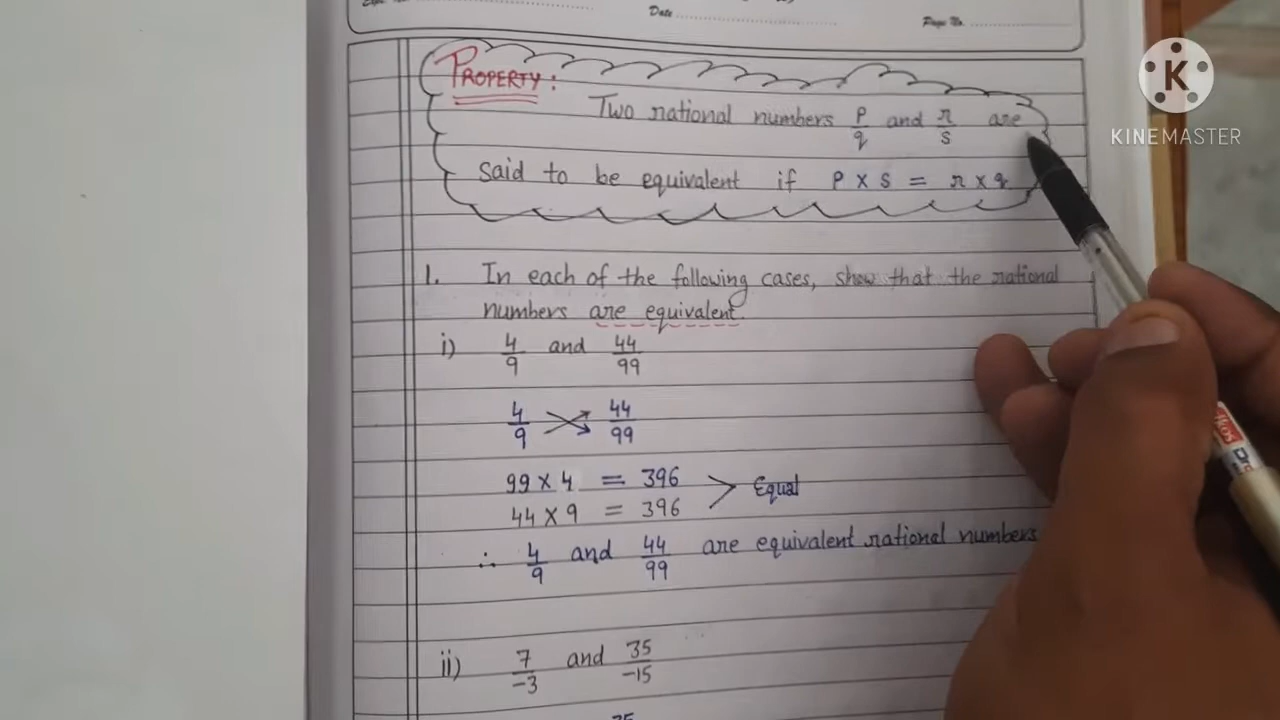 Date
Page No.
K
KINEMASTER
PROPERTY:
Two rational numbers p/q and r/s are
said to be equivalent if p × s = r × q
1. In each of the following cases, show that the rational
numbers are equivalent.
i) 4/9 and 44/99
4/9 44/99
99 × 4 = 396
44 × 9 = 396 > Equal
∴ 4/9 and 44/99 are equivalent rational numbers
ii) 7/-3 and 35/-15